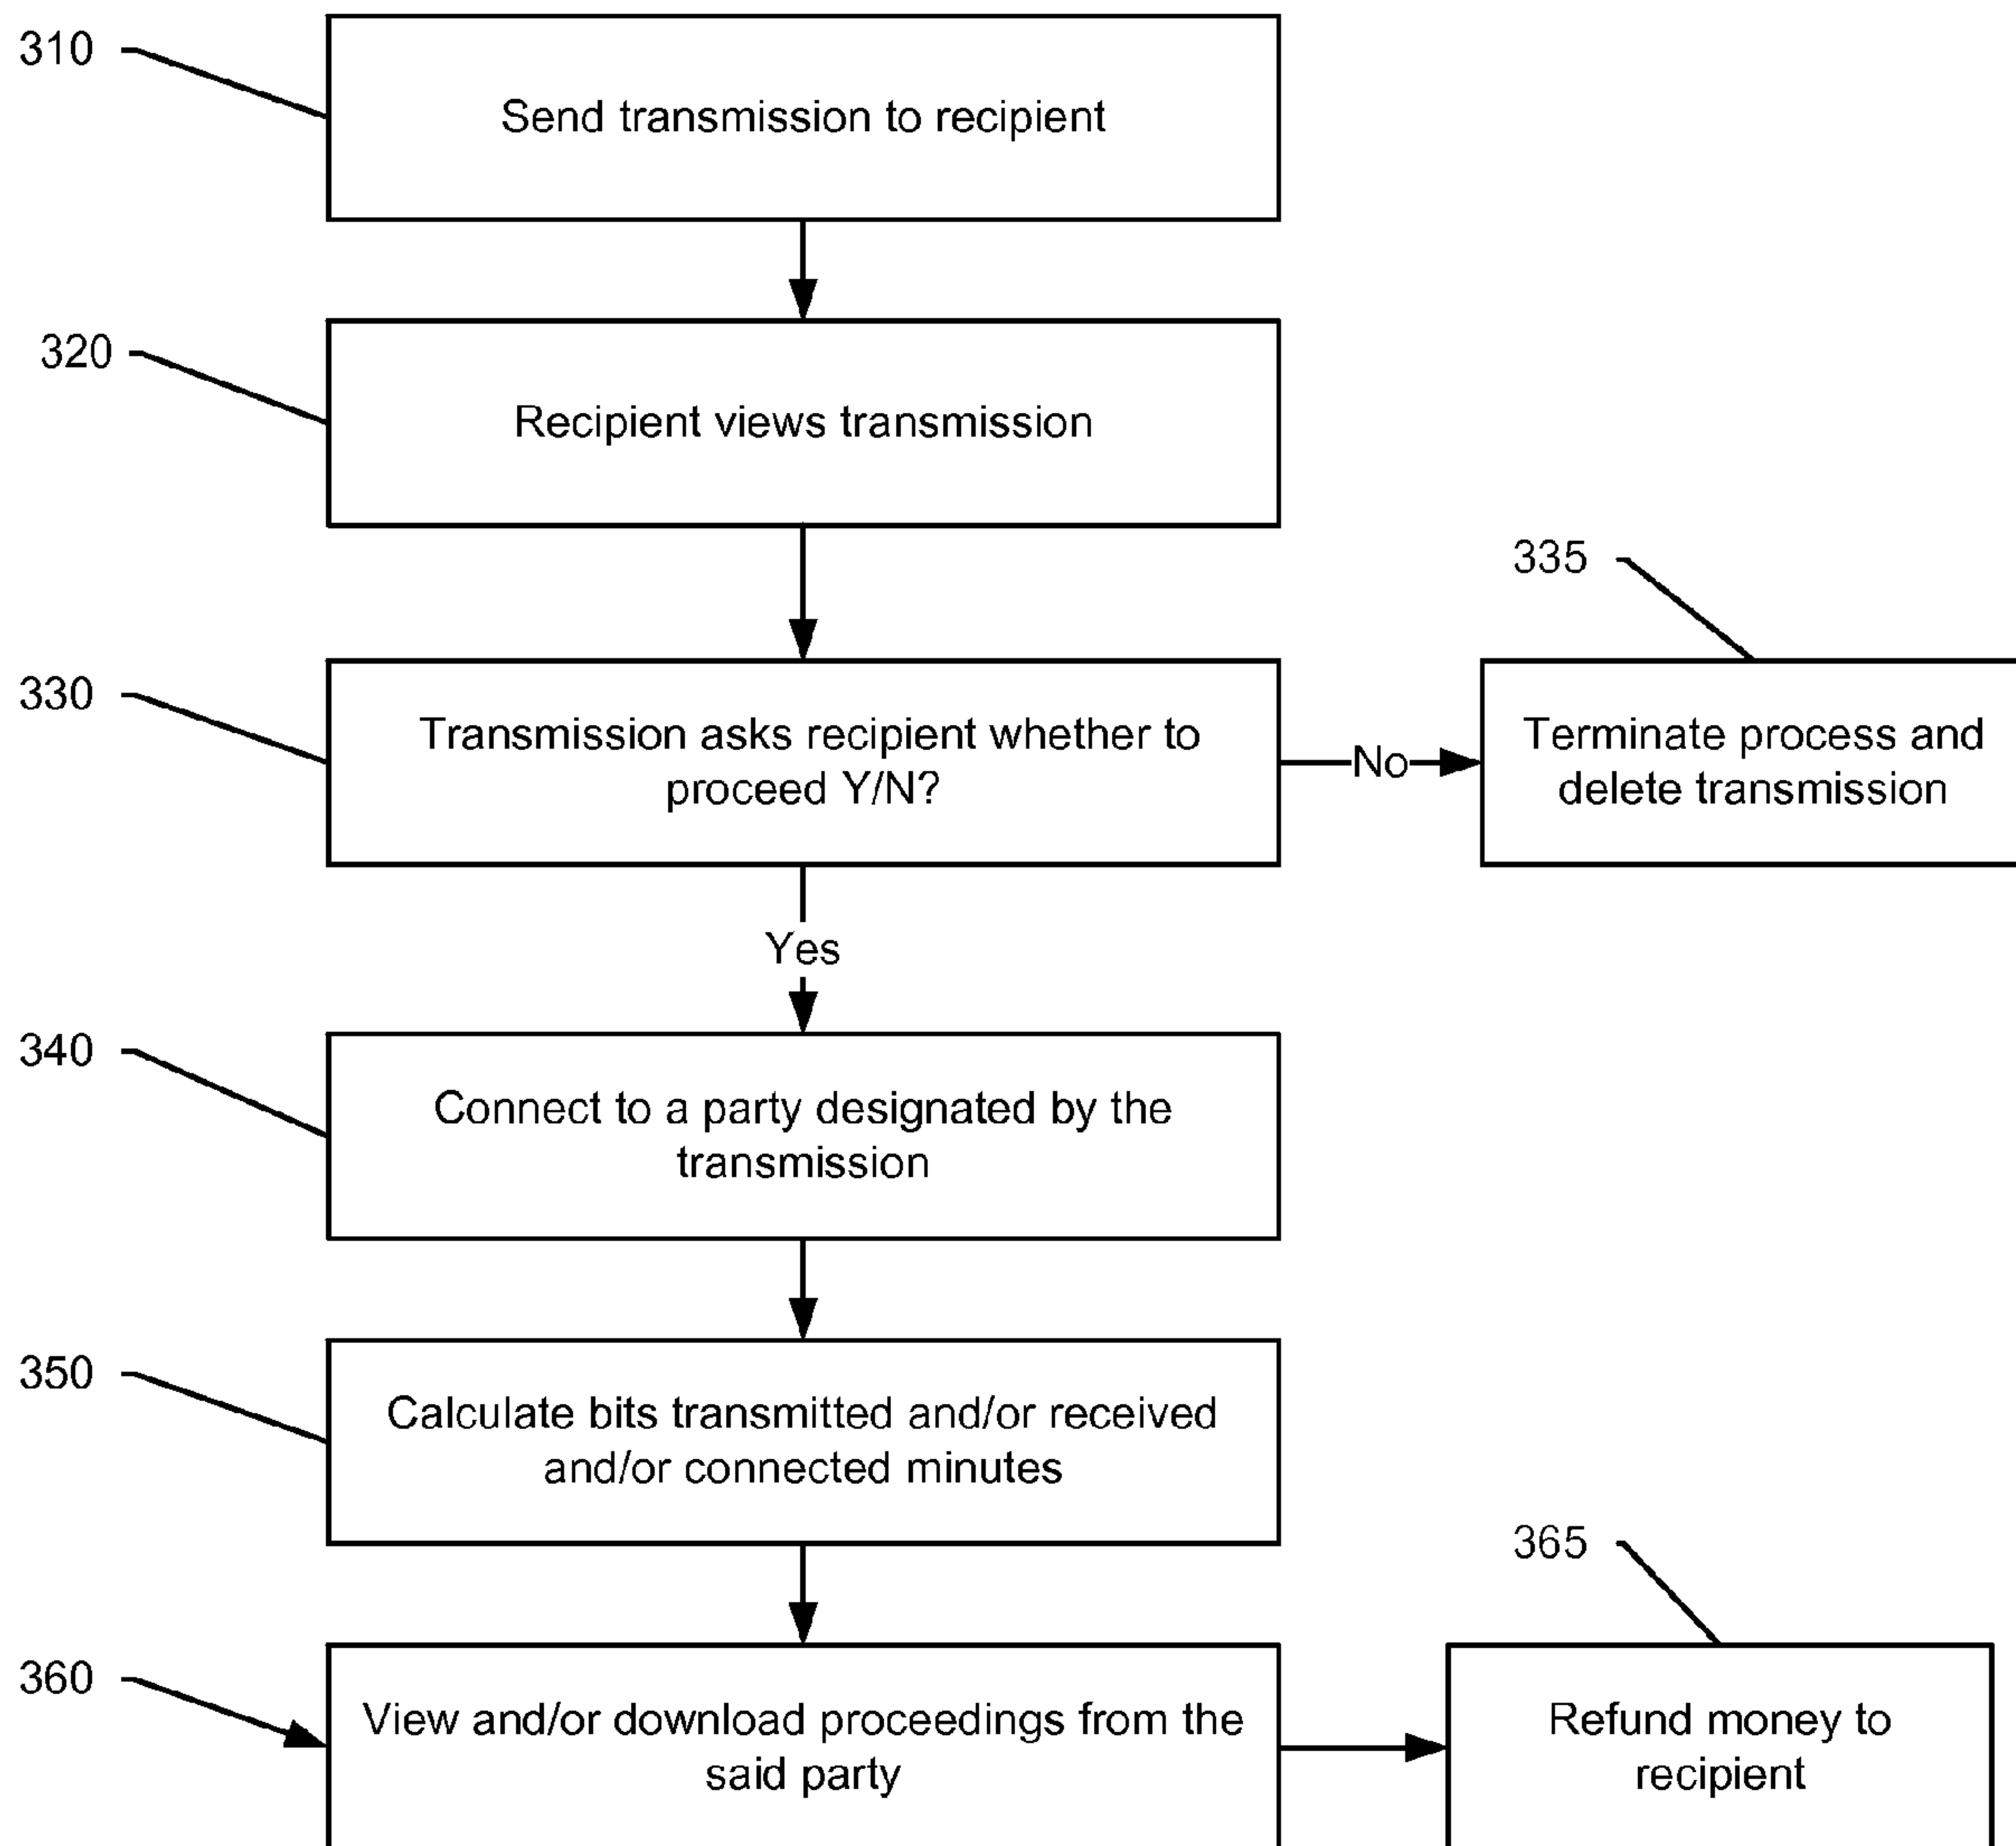 310
Send transmission to recipient
320
Recipient views transmission
335
330
Transmission asks recipient whether to
proceed Y/N?
No
Terminate process and
delete transmission
Yes
340
Connect to a party designated by the
transmission
350
Calculate bits transmitted and/or received
and/or connected minutes
365
360
View and/or download proceedings from the
said party
Refund money to
recipient